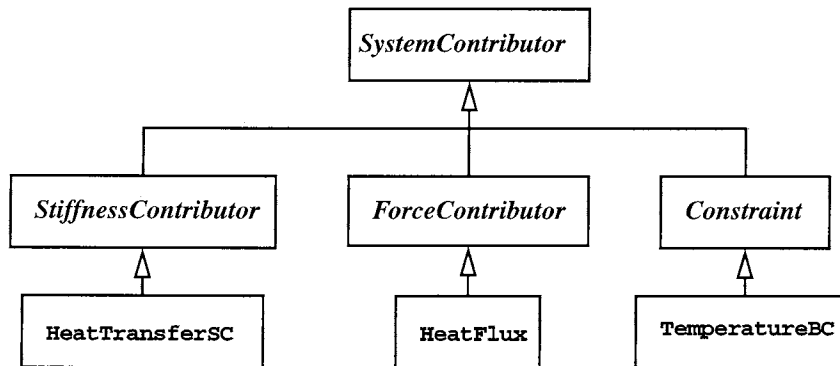 SystemContributor
StiffnessContributor
ForceContributor
Constraint
HeatTransferSC
HeatFlux
TemperatureBC